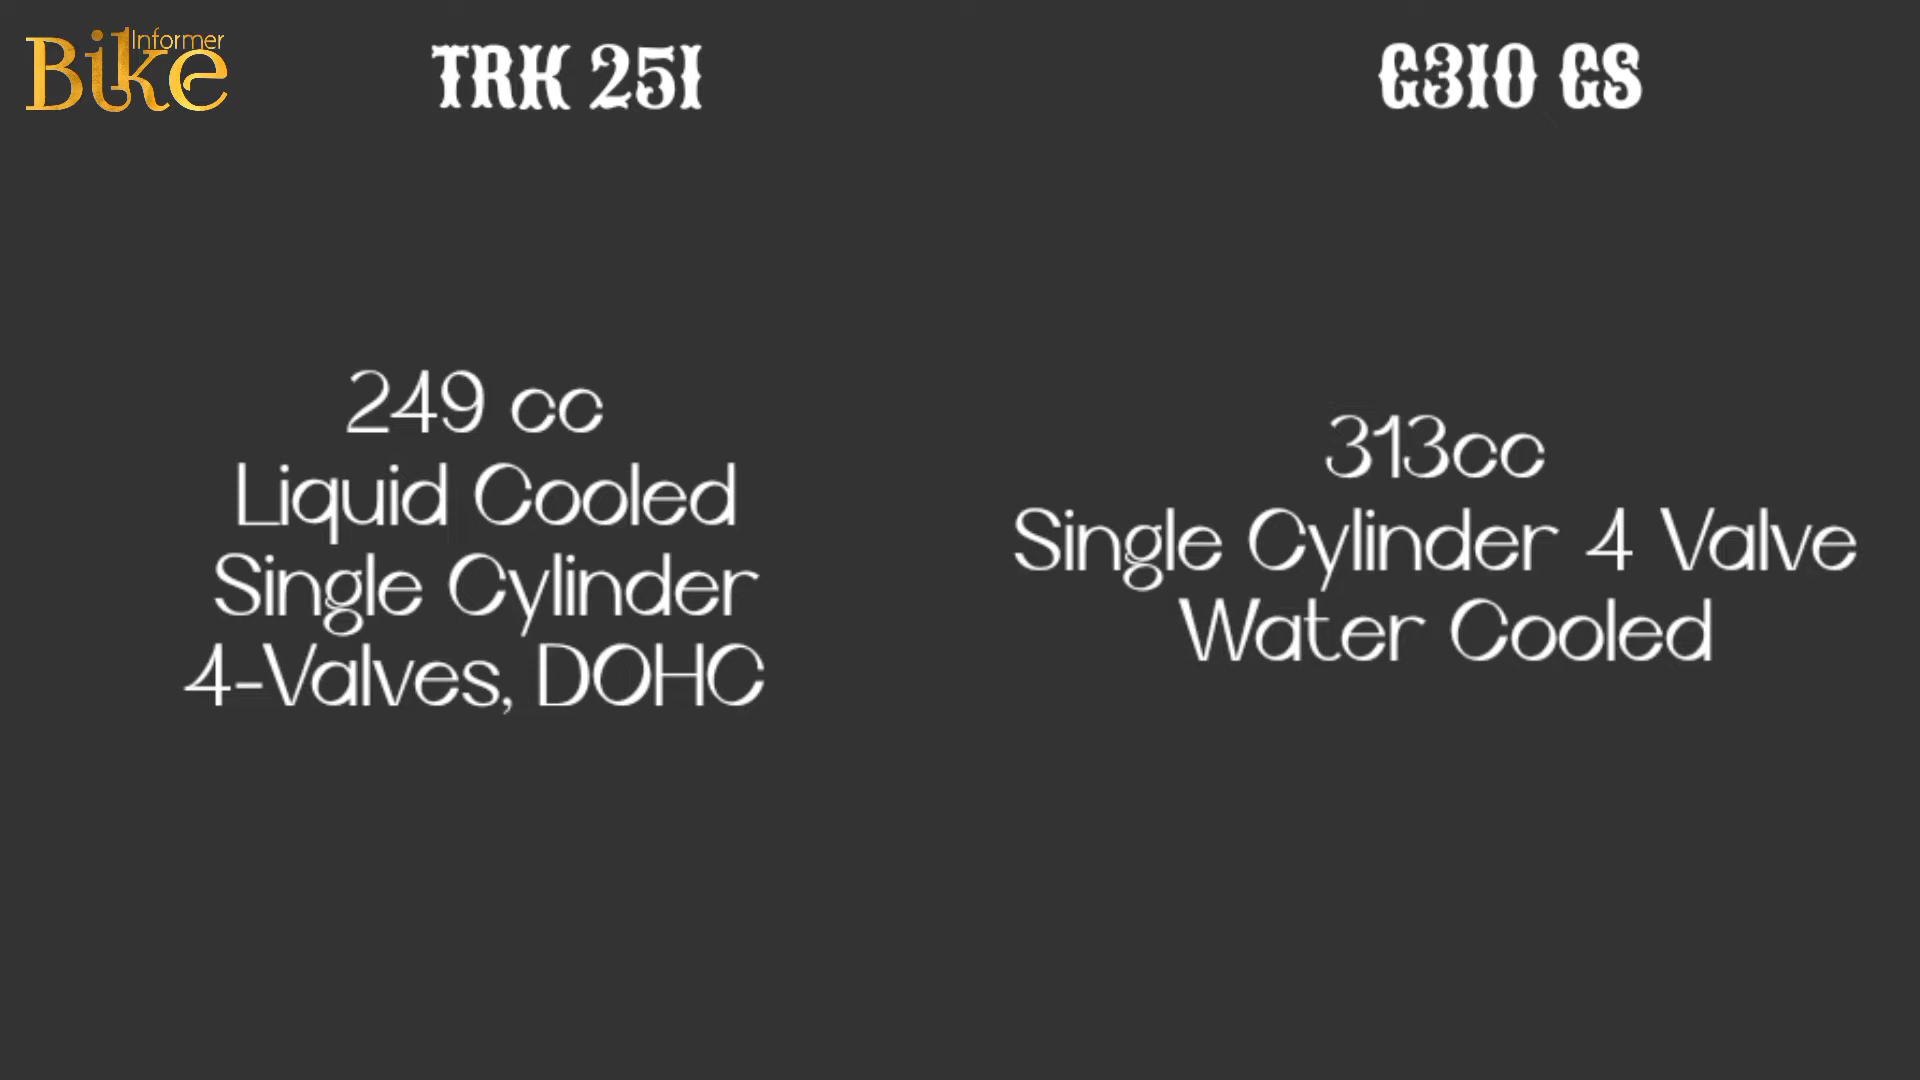 Bike Informer
TRK 251
G310 GS
249 cc
Liquid Cooled
Single Cylinder
4-Valves, DOHC
313cc
Single Cylinder 4 Valve
Water Cooled